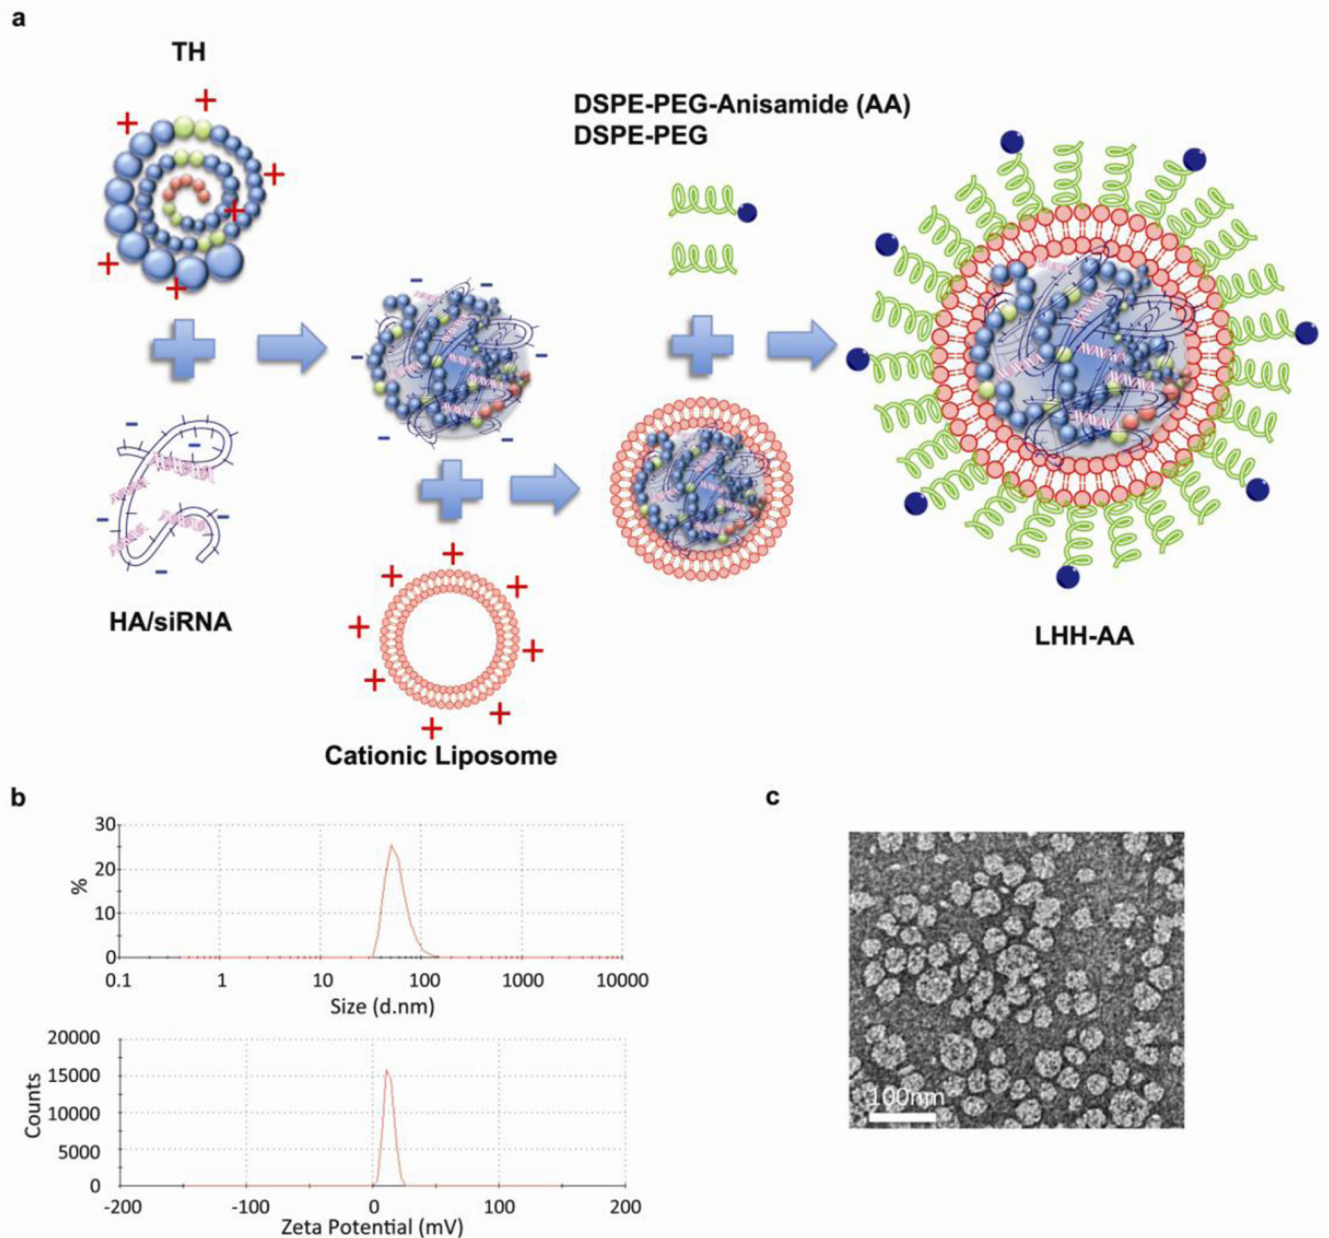 a
TH
DSPE-PEG-Anisamide (AA)
DSPE-PEG
HA/siRNA
LHH-AA
Cationic Liposome
b
30
20
%
10
0
0.1 1 10 100 1000 10000
Size (d.nm)
20000
15000
Counts
10000
5000
0
-200 -100 0 100 200
Zeta Potential (mV)
c
100nm